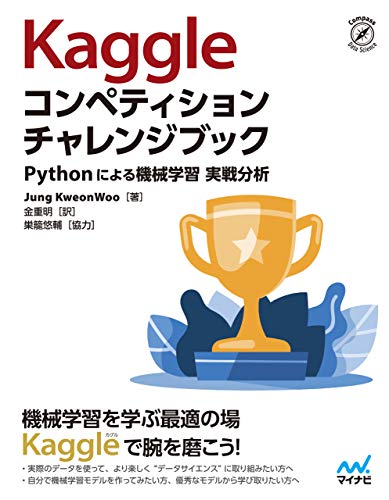 Kaggle
Compass
Data Science
コンペティション
チャレンジブック
Pythonによる機械学習 実戦分析
Jung KweonWoo［著］
金重明［訳］
巣籠悠輔［協力］
機械学習を学ぶ最適の場
カグル
Kaggleで腕を磨こう!
・実際のデータを使って、より楽しく“データサイエンス”に取り組みたい方へ
・自分で機械学習モデルを作ってみたい方、優秀なモデルから学び取りたい方へ
マイナビ